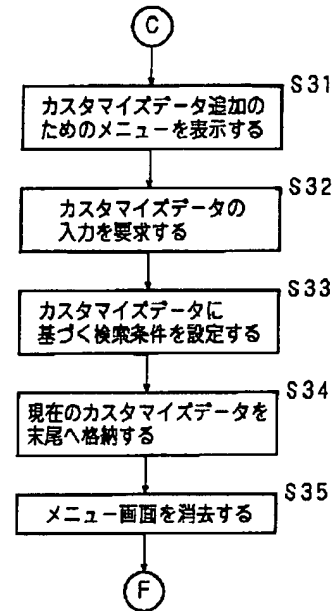 C
S31
カスタマイズデータ追加の
ためのメニューを表示する
S32
カスタマイズデータの
入力を要求する
S33
カスタマイズデータに
基づく検索条件を設定する
S34
現在のカスタマイズデータを
末尾へ格納する
S35
メニュー画面を消去する
F